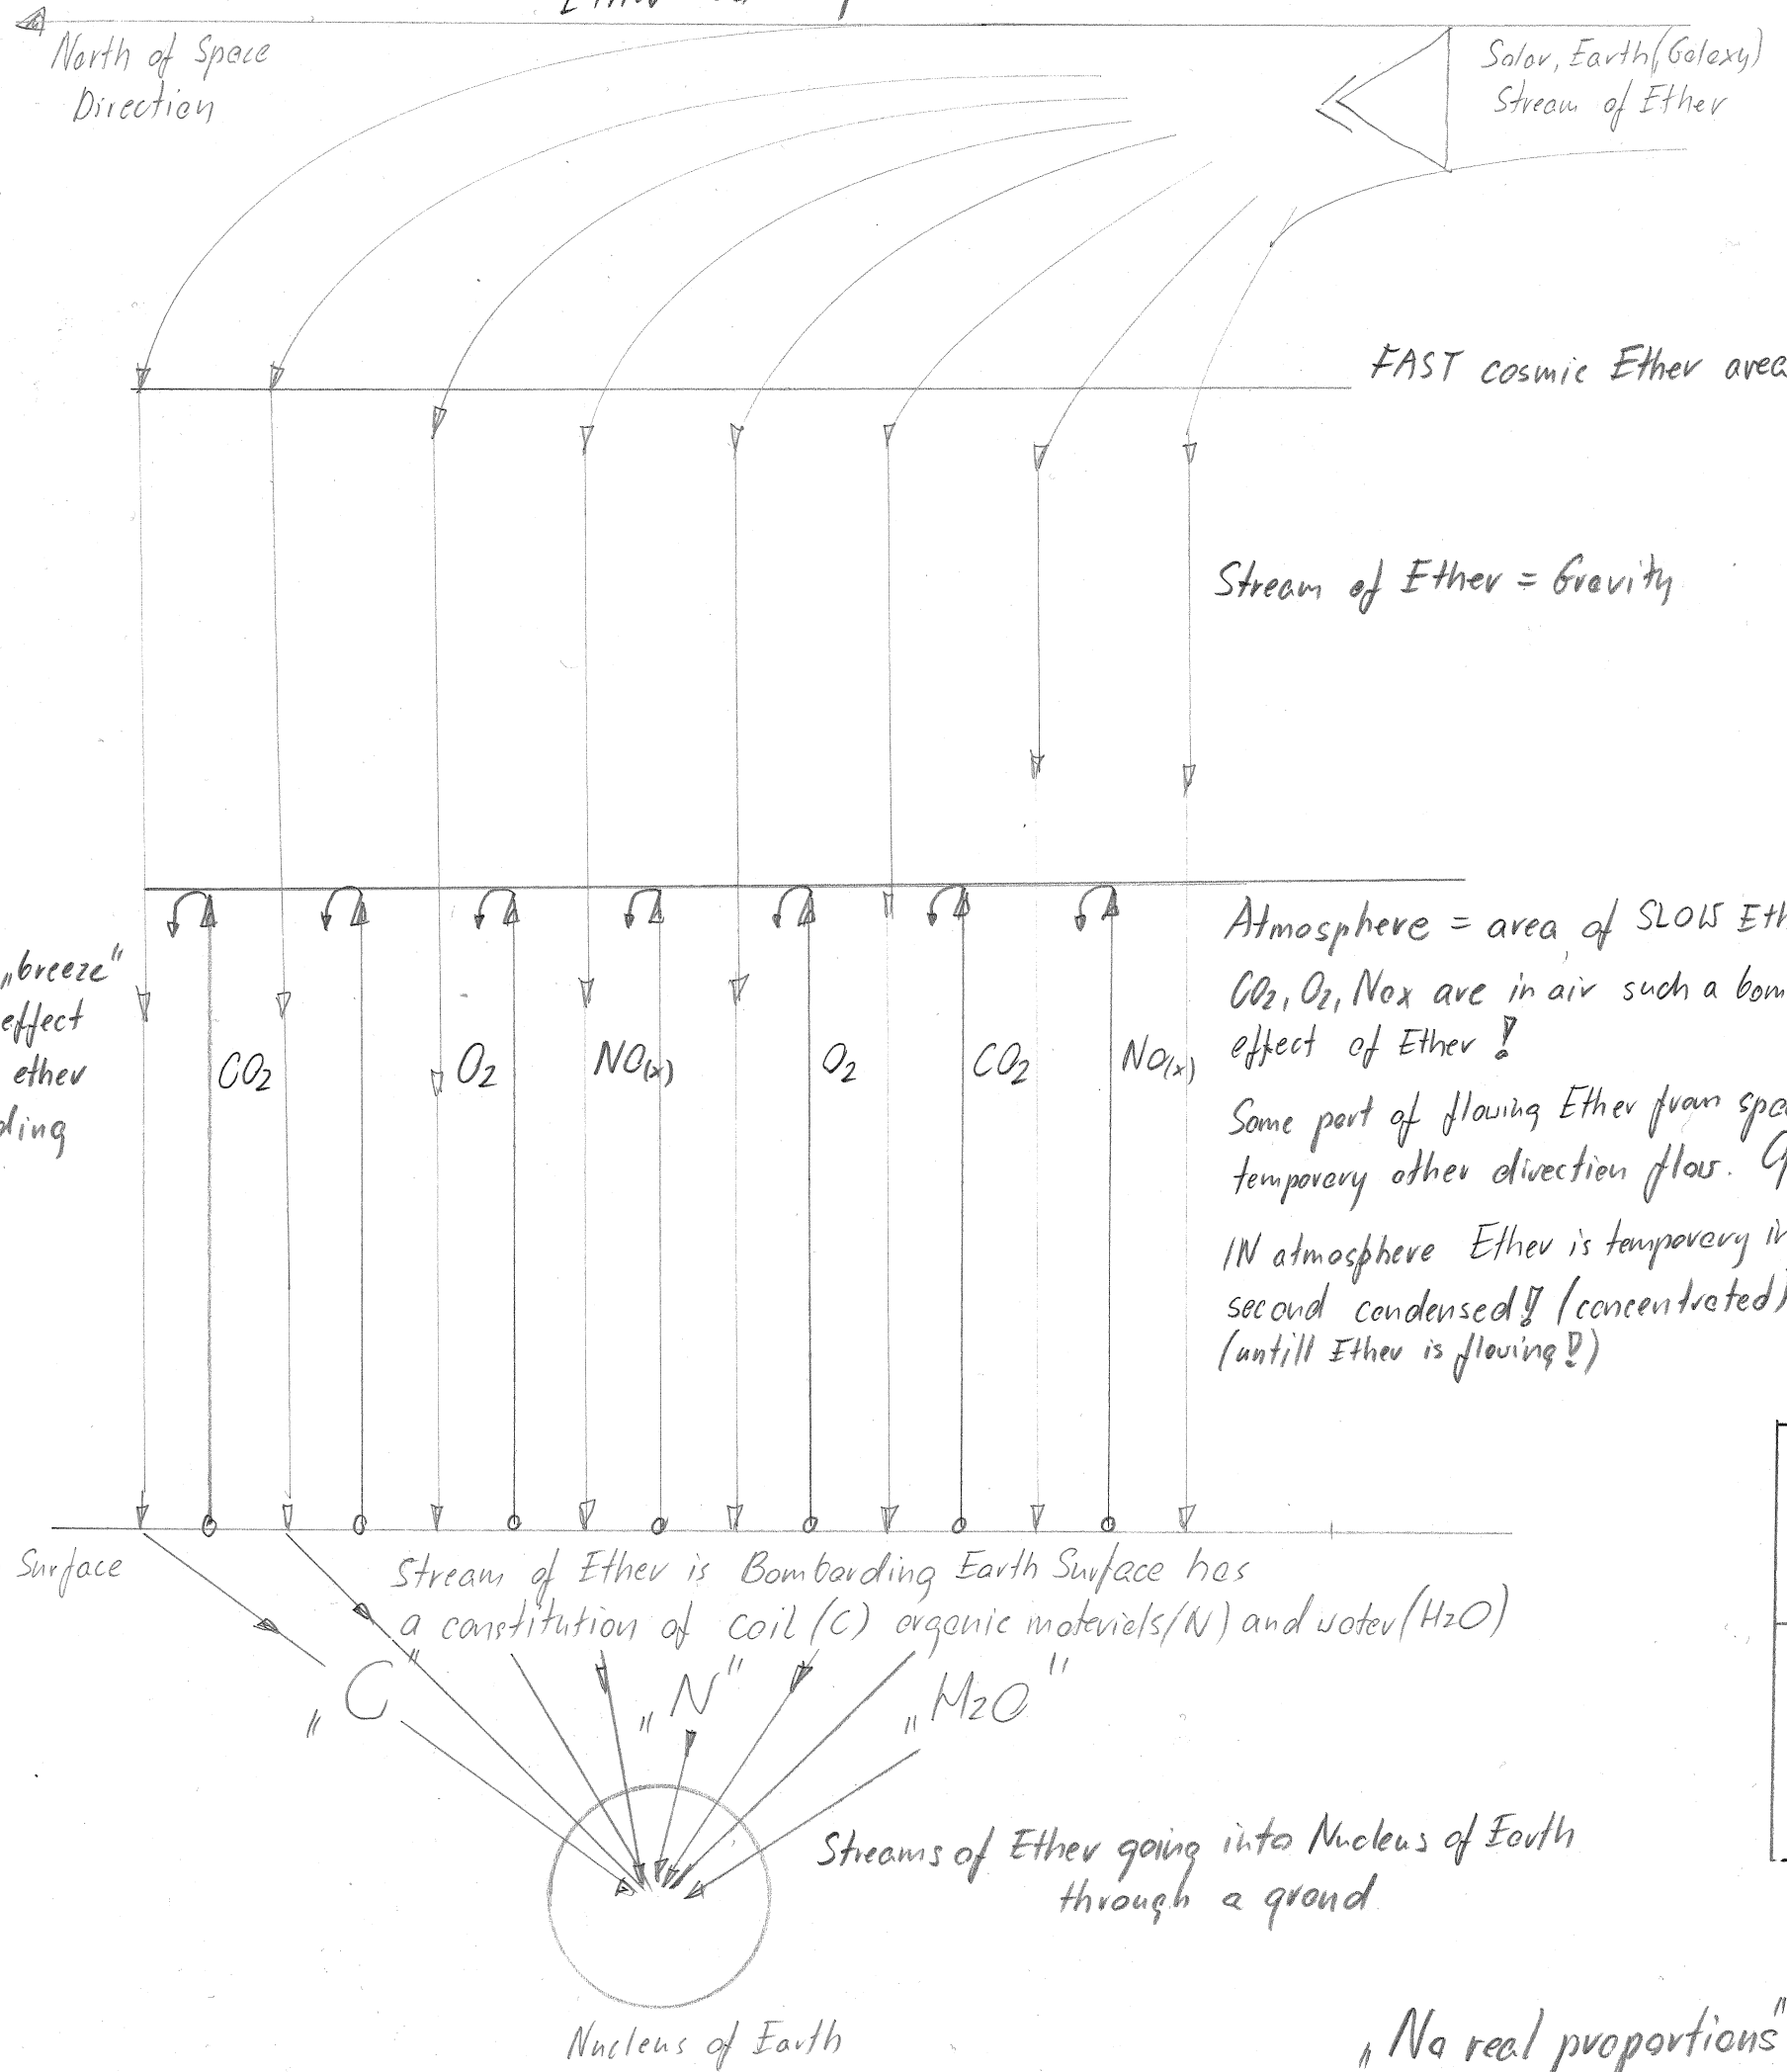 North of Space
Direction
Solar, Earth (Galaxy)
Stream of Ether
FAST cosmic Ether area
Stream of Ether = Gravity
Atmosphere = area of SLOW Eth
CO2, O2, Nox are in air such a bom
effect of Ether!
Some part of flowing Ether from spac
temporary other direction flow.
IN atmosphere Ether is temporary in
second condensed! (concentrated)
(untill Ether is flowing!)
„breeze"
effect
ether
ding
CO2
O2
NO(x)
O2
CO2
NO(x)
Surface
Stream of Ether is Bombarding Earth Surface has
a constitution of coil (C) organic materials/N) and water (H2O)
„C"
„N"
„H2O"
Streams of Ether going into Nucleus of Earth
through a grond
Nucleus of Earth
„No real proportions"